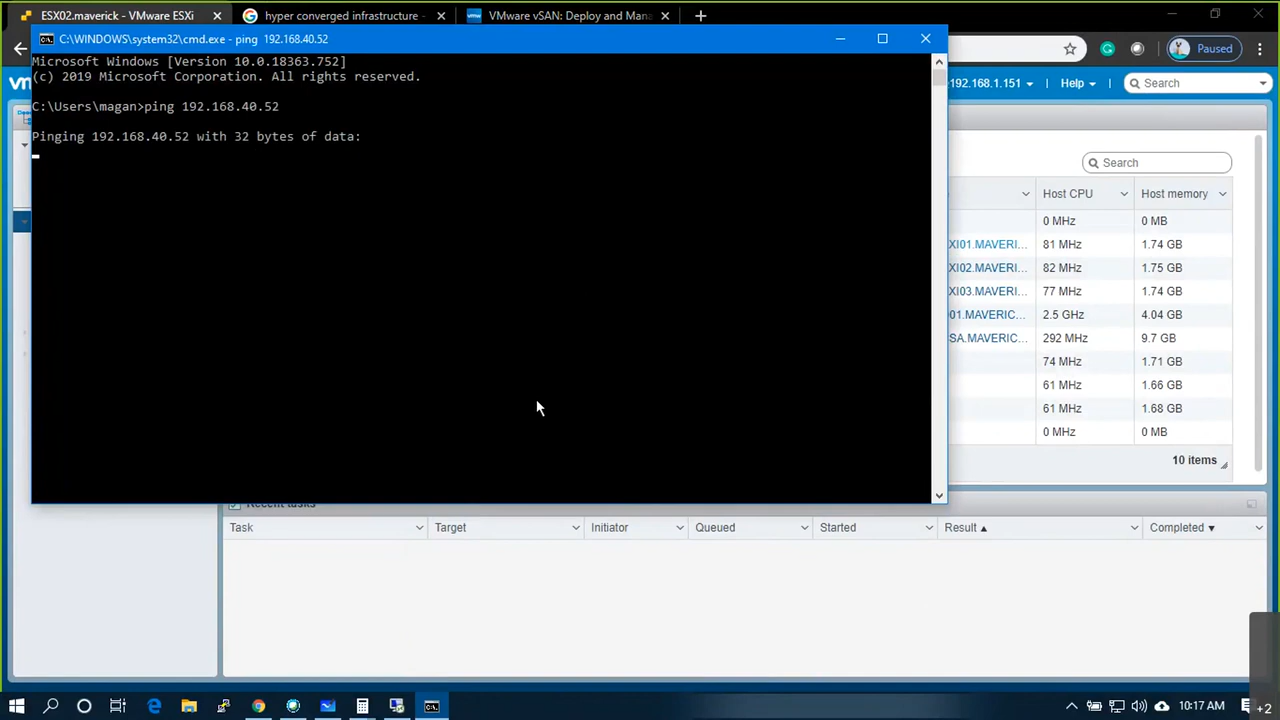 ESX02.maverick - VMware ESXi
hyper converged infrastructure -
VMware vSAN: Deploy and Mana
C:\WINDOWS\system32\cmd.exe - ping 192.168.40.52
Paused
Microsoft Windows [Version 10.0.18363.752]
(c) 2019 Microsoft Corporation. All rights reserved.
C:\Users\magan>ping 192.168.40.52
Pinging 192.168.40.52 with 32 bytes of data:
vm
192.168.1.151
Help
Search
Search
Host CPU
Host memory
0 MHz
0 MB
XI01.MAVERI...
81 MHz
1.74 GB
XI02.MAVERI...
82 MHz
1.75 GB
XI03.MAVERI...
77 MHz
1.74 GB
01.MAVERIC...
2.5 GHz
4.04 GB
SA.MAVERIC...
292 MHz
9.7 GB
74 MHz
1.71 GB
61 MHz
1.66 GB
61 MHz
1.68 GB
0 MHz
0 MB
10 items
Recent tasks
Task
Target
Initiator
Queued
Started
Result
Completed
10:17 AM
+2